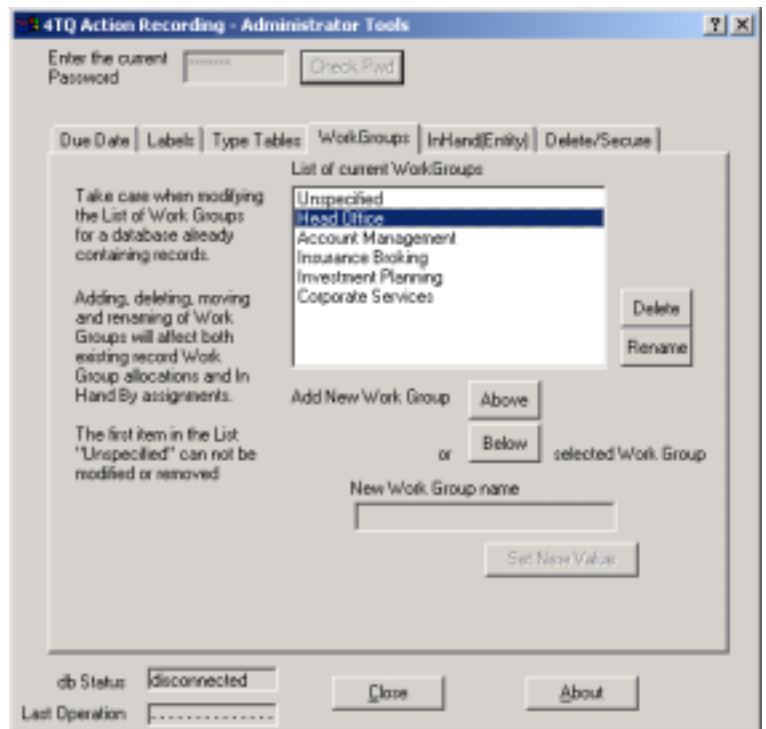 4TQ Action Recording - Administrator Tools
Enter the current
Password
Check Pwd
Due Date
Labels
Type Tables
WorkGroups
InHand(Entity)
Delete/Secure
List of current WorkGroups
Take care when modifying
the List of Work Groups
for a database already
containing records.
Adding, deleting, moving
and renaming of Work
Groups will affect both
existing record Work
Group allocations and In
Hand By assignments.
The first item in the List
"Unspecified" can not be
modified or removed
Unspecified
Head Office
Account Management
Insurance Broking
Investment Planning
Corporate Services
Delete
Rename
Add New Work Group
Above
or
Below
selected Work Group
New Work Group name
Set New Value
db Status
disconnected
Close
About
Last Operation
..............